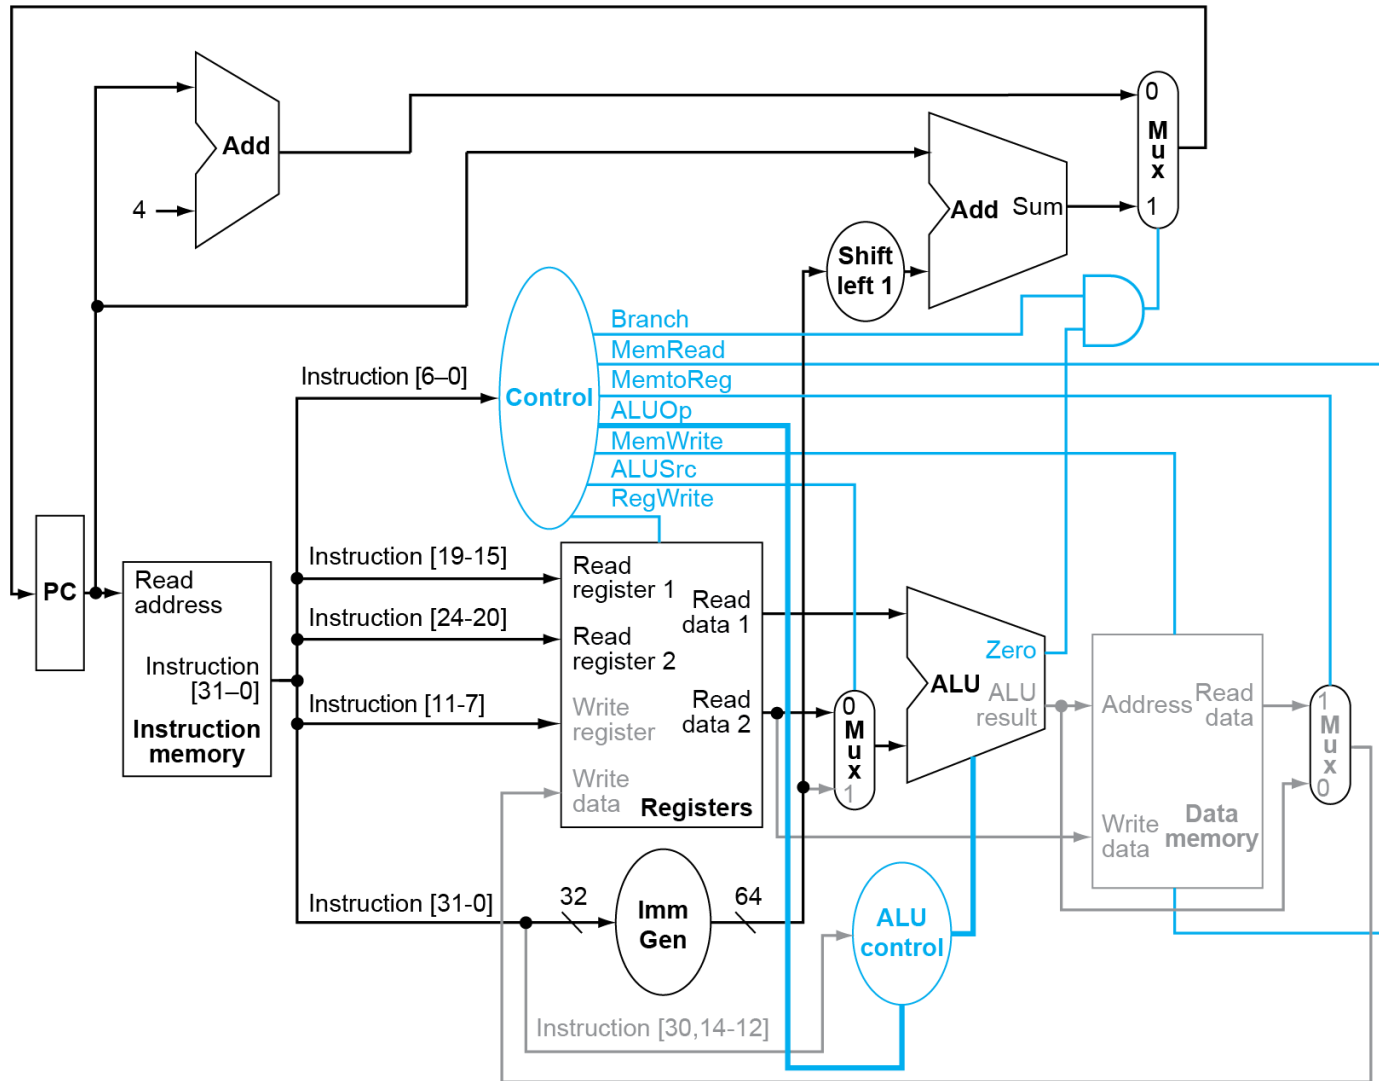 0
M
u
x
1
Add
4
Add Sum
Shift
left 1
Branch
MemRead
MemtoReg
ALUOp
MemWrite
ALUSrc
RegWrite
Control
Instruction [6–0]
Instruction [19-15]
Instruction [24-20]
Instruction [11-7]
Instruction [31-0]
PC
Read
address
Instruction
[31–0]
Instruction
memory
Read
register 1
Read
register 2
Write
register
Write
data
Read
data 1
Read
data 2
Registers
0
M
u
x
1
Zero
ALU
ALU
result
Address
Read
data
Write
data
Data
memory
1
M
u
x
0
32
Imm
Gen
64
ALU
control
Instruction [30,14-12]